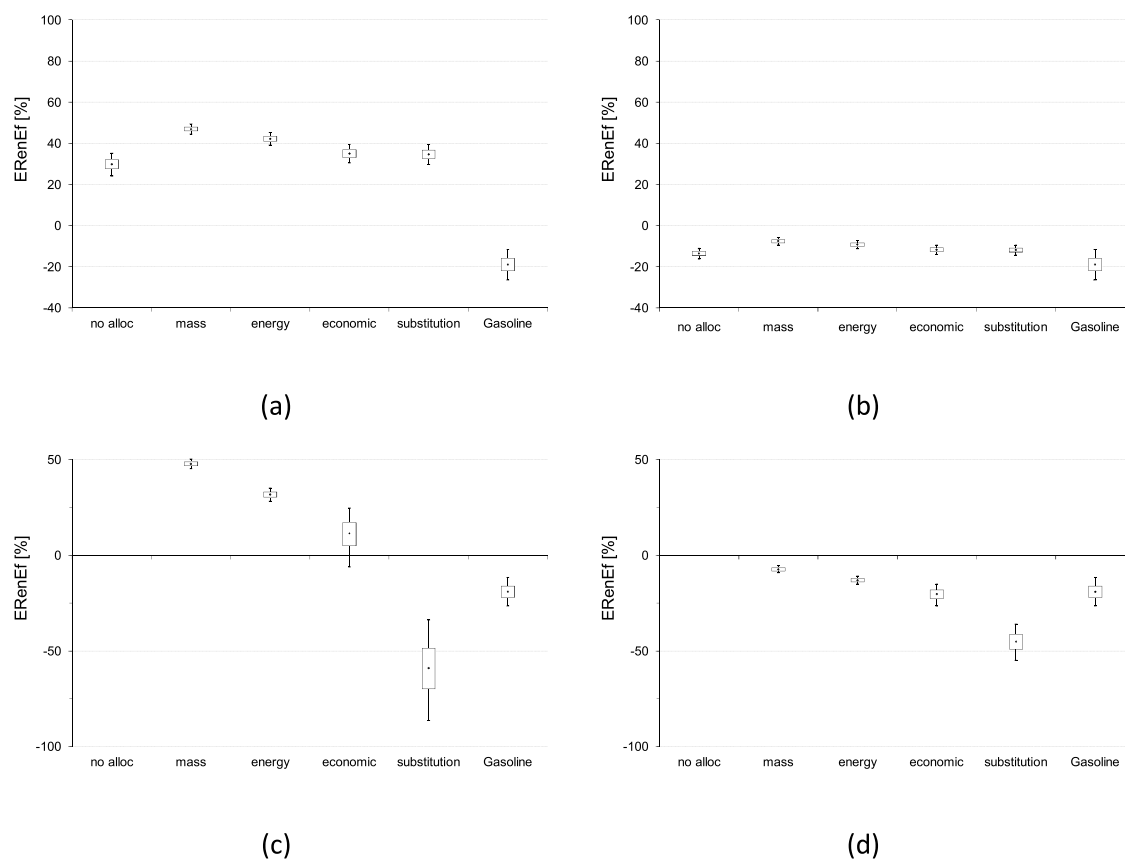 100
80
60
40
20
0
-20
-40
ERenEf [%]
no alloc mass energy economic substitution Gasoline
(a)
100
80
60
40
20
0
-20
-40
ERenEf [%]
no alloc mass energy economic substitution Gasoline
(b)
50
0
-50
-100
ERenEf [%]
no alloc mass energy economic substitution Gasoline
(c)
50
0
-50
-100
ERenEf [%]
no alloc mass energy economic substitution Gasoline
(d)